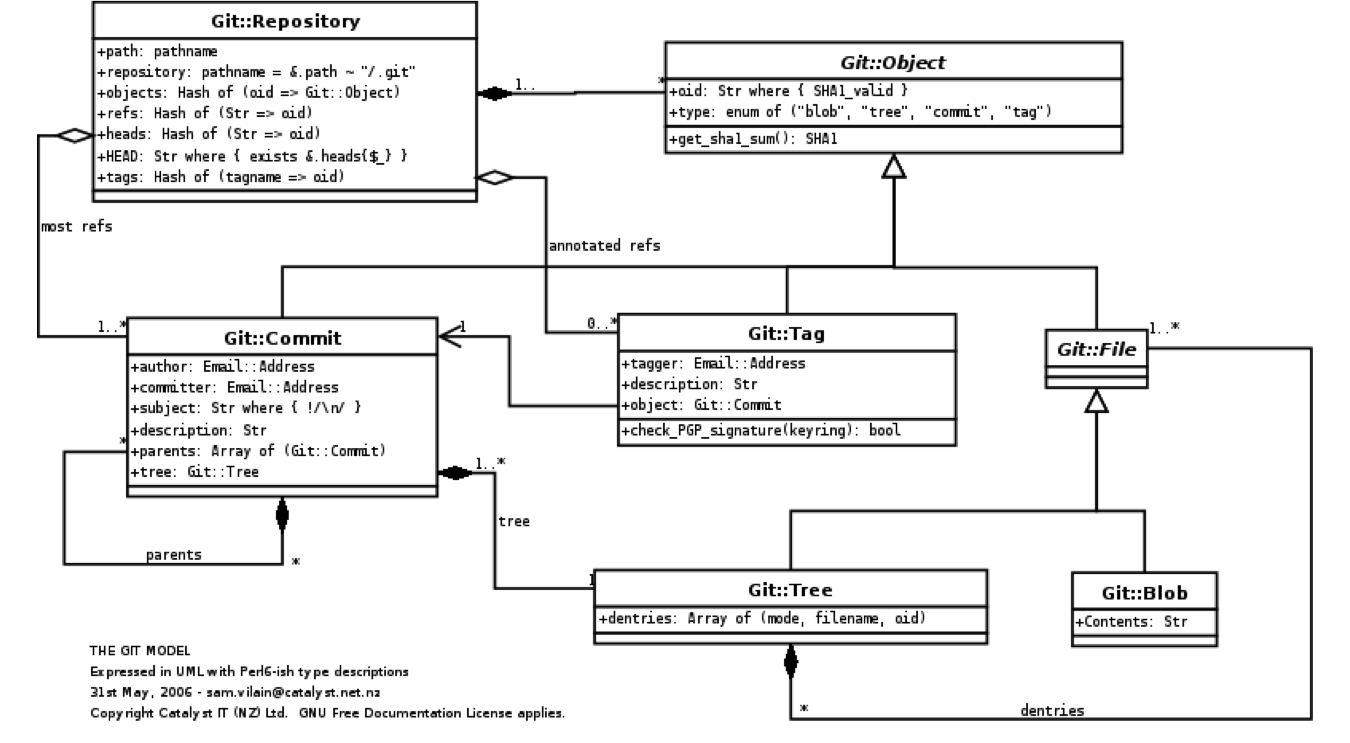 Git::Repository
+path: pathname
+repository: pathname = &.path ~ "/.git"
+objects: Hash of (oid => Git::Object)
+refs: Hash of (Str => oid)
+heads: Hash of (Str => oid)
+HEAD: Str where { exists &.heads{$_} }
+tags: Hash of (tagname => oid)
1..
*
Git::Object
+oid: Str where { SHA1_valid }
+type: enum of ("blob", "tree", "commit", "tag")
+get_sha1_sum(): SHA1
most refs
annotated refs
1..*
Git::Commit
+author: Email::Address
+committer: Email::Address
+subject: Str where { !/\n/ }
+description: Str
+parents: Array of (Git::Commit)
+tree: Git::Tree
*
parents
*
1
0..*
Git::Tag
+tagger: Email::Address
+description: Str
+object: Git::Commit
+check_PGP_signature(keyring): bool
Git::File
1..*
1..*
tree
1
Git::Tree
+dentries: Array of (mode, filename, oid)
Git::Blob
+Contents: Str
*
dentries
THE GIT MODEL
Expressed in UML with Perl6-ish type descriptions
31st May, 2006 - sam.vilain@catalyst.net.nz
Copyright Catalyst IT (NZ) Ltd. GNU Free Documentation License applies.